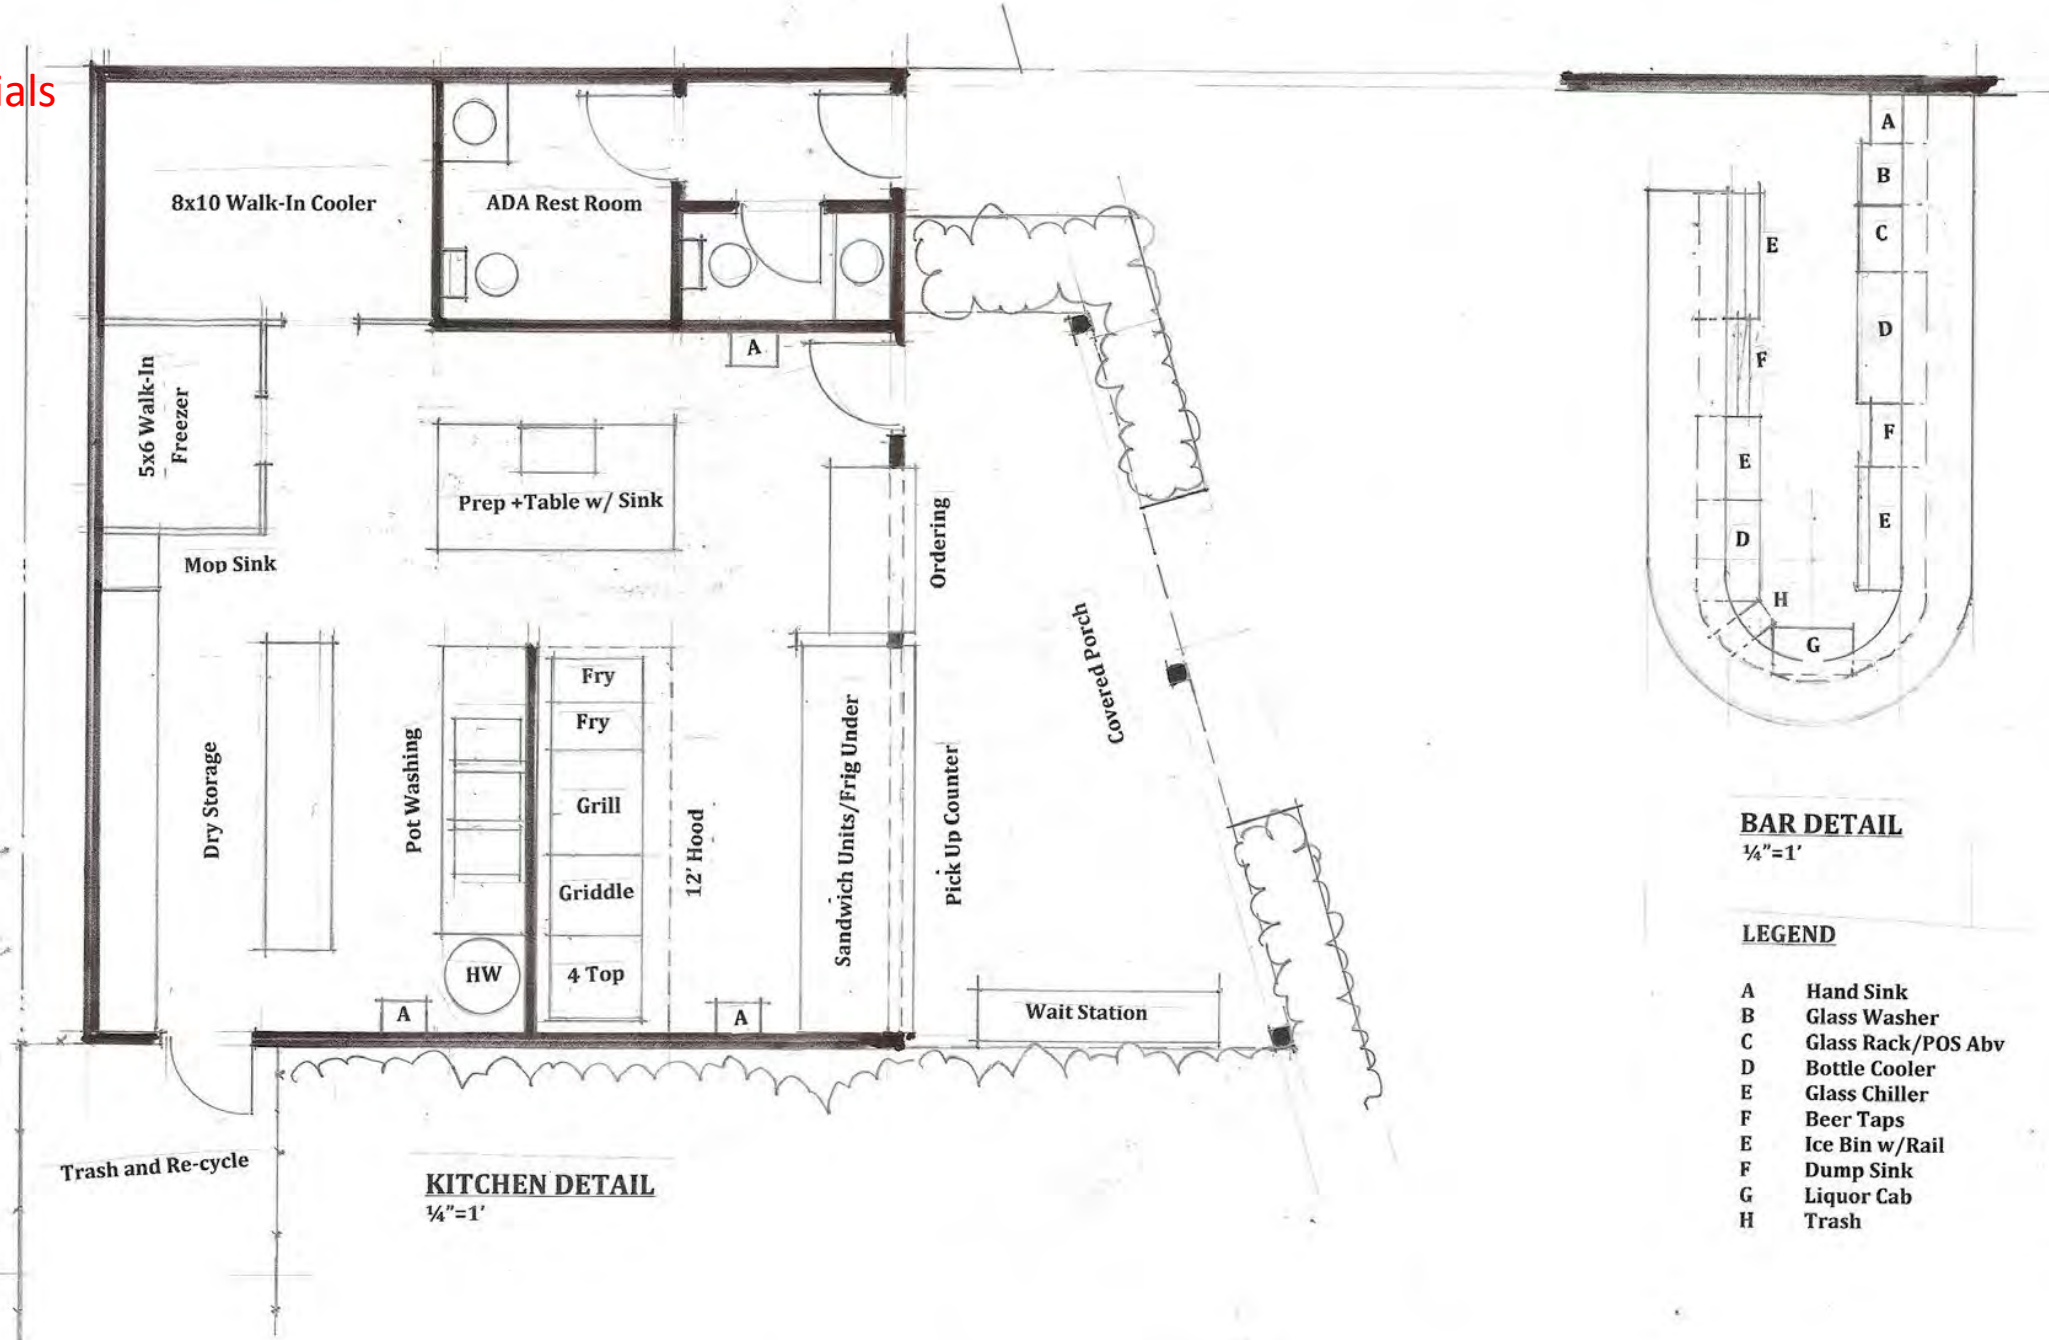 ials
8x10 Walk-In Cooler
ADA Rest Room
5x6 Walk-In
Freezer
A
Prep +Table w/ Sink
Mop Sink
Ordering
Covered Porch
Dry Storage
Pot Washing
Fry
Fry
Grill
Griddle
4 Top
HW
12' Hood
Sandwich Units/Frig Under
Pick Up Counter
A
A
Wait Station
Trash and Re-cycle
KITCHEN DETAIL
¼"=1'
A
B
C
D
F
E
E
F
E
D
H
G
BAR DETAIL
¼"=1'
LEGEND
A Hand Sink
B Glass Washer
C Glass Rack/POS Abv
D Bottle Cooler
E Glass Chiller
F Beer Taps
E Ice Bin w/Rail
F Dump Sink
G Liquor Cab
H Trash